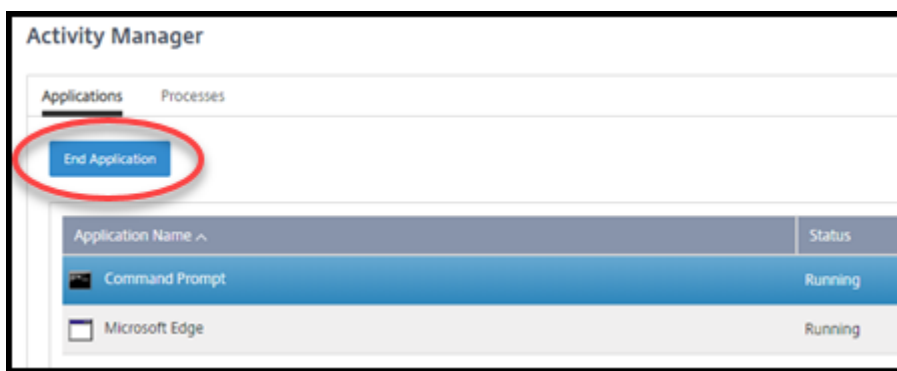 Activity Manager
Applications Processes
End Application
Application Name Status
Command Prompt Running
Microsoft Edge Running